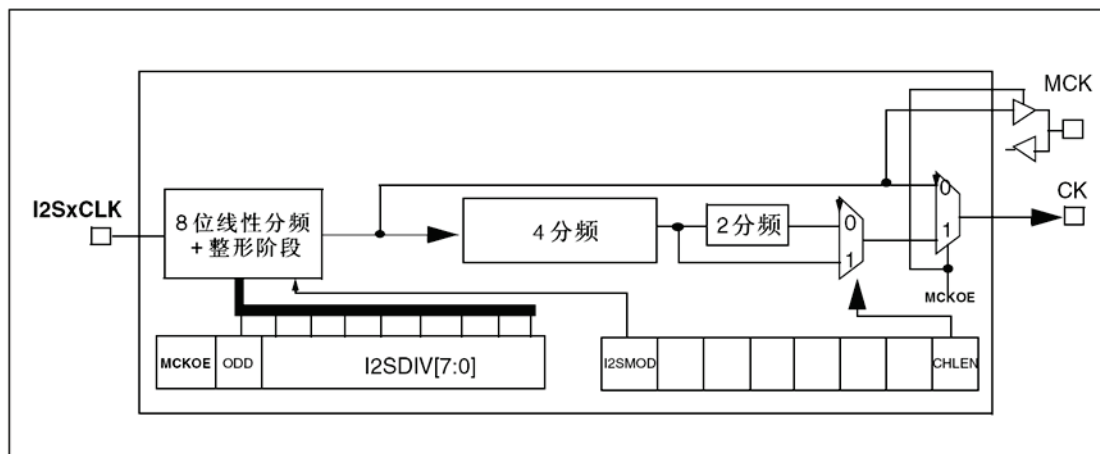 MCK
CK
I2SxCLK
8位线性分频
+ 整形阶段
4分频
2分频
0
1
0
1
MCKOE
MCKOE
ODD
I2SDIV[7:0]
I2SMOD
CHLEN